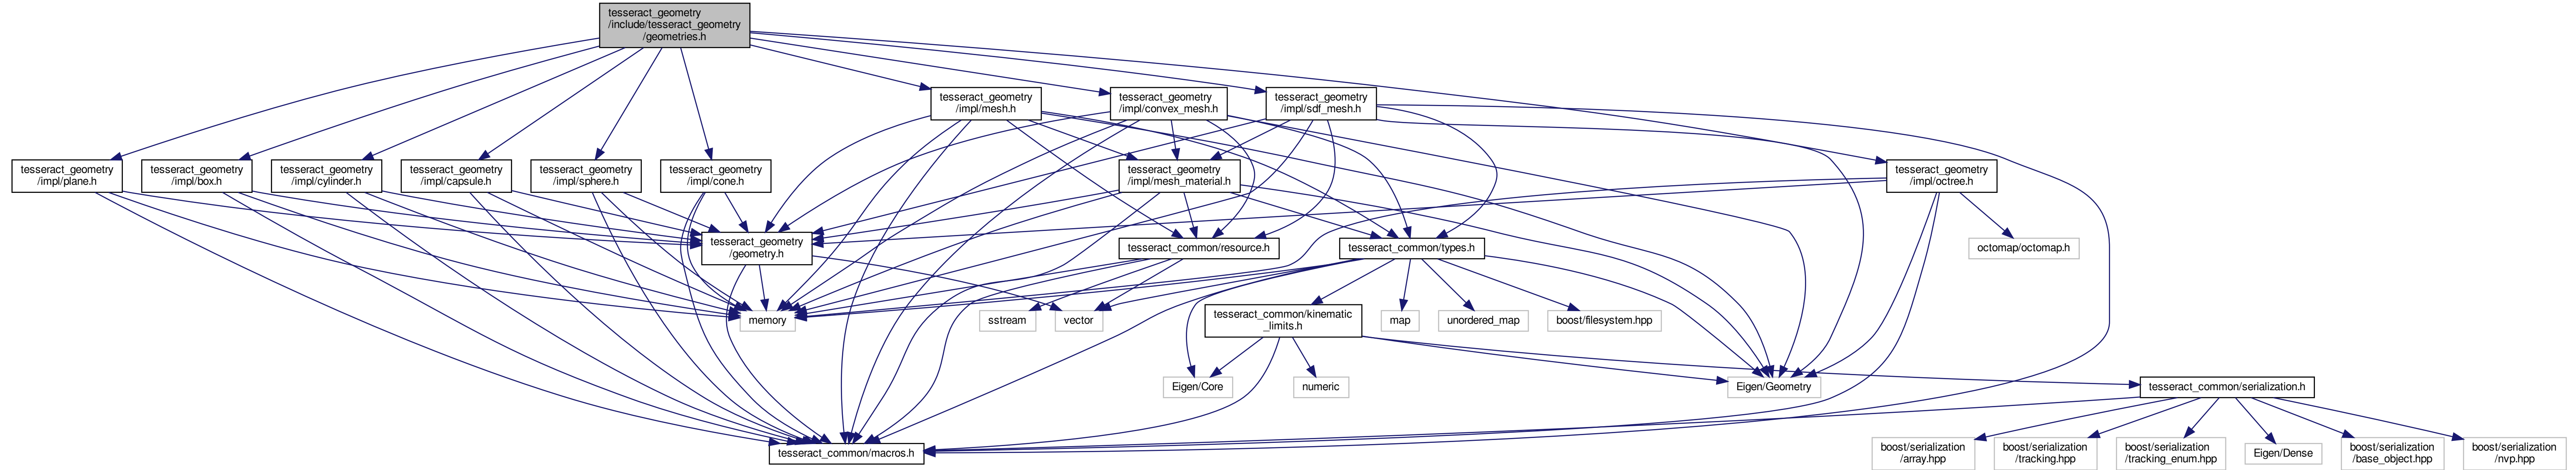 tesseract_geometry
/include/tesseract_geometry
/geometries.h
tesseract_geometry
/impl/mesh.h
tesseract_geometry
/impl/convex_mesh.h
tesseract_geometry
/impl/sdf_mesh.h
tesseract_geometry
/impl/plane.h
tesseract_geometry
/impl/box.h
tesseract_geometry
/impl/cylinder.h
tesseract_geometry
/impl/capsule.h
tesseract_geometry
/impl/sphere.h
tesseract_geometry
/impl/cone.h
tesseract_geometry
/impl/mesh_material.h
tesseract_geometry
/impl/octree.h
tesseract_geometry
/geometry.h
tesseract_common/resource.h
tesseract_common/types.h
octomap/octomap.h
memory
sstream
vector
tesseract_common/kinematic
_limits.h
map
unordered_map
boost/filesystem.hpp
Eigen/Core
numeric
Eigen/Geometry
tesseract_common/serialization.h
tesseract_common/macros.h
boost/serialization
/array.hpp
boost/serialization
/tracking.hpp
boost/serialization
/tracking_enum.hpp
Eigen/Dense
boost/serialization
/base_object.hpp
boost/serialization
/nvp.hpp